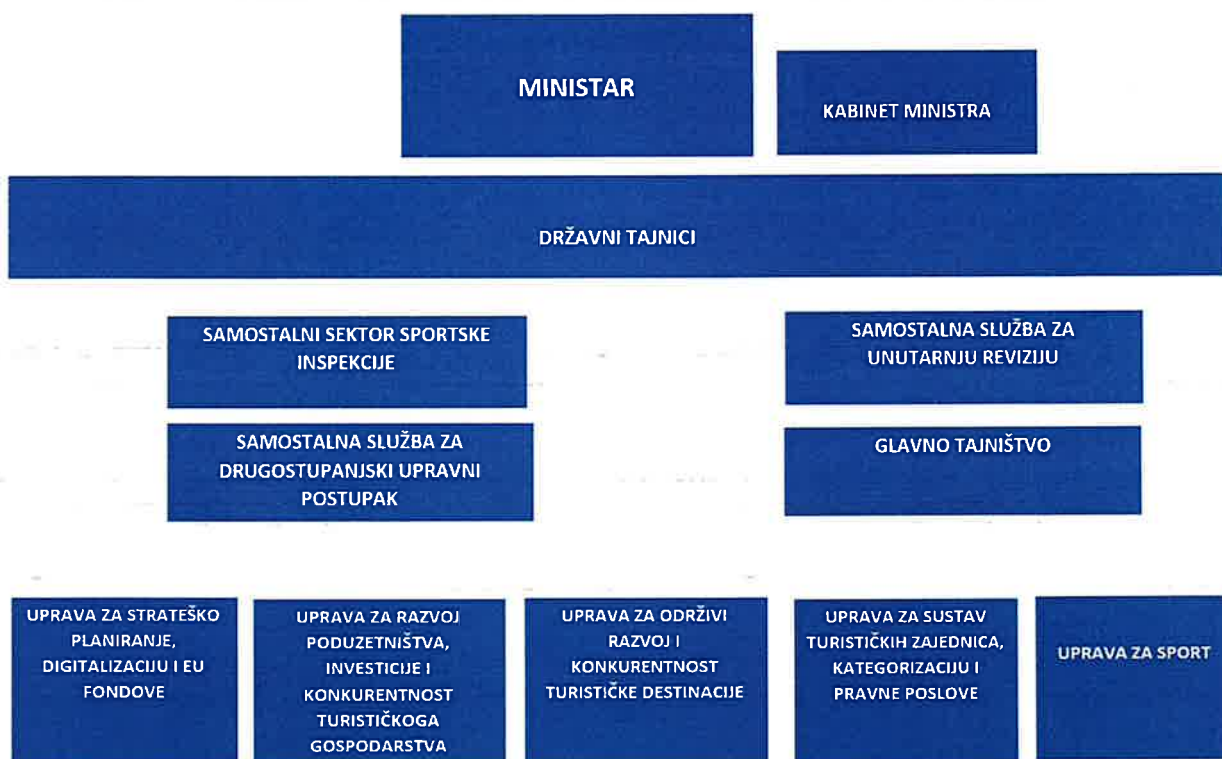 MINISTAR
KABINET MINISTRA
DRŽAVNI TAJNICI
SAMOSTALNI SEKTOR SPORTSKE
INSPEKCIJE
SAMOSTALNA SLUŽBA ZA
UNUTARNJU REVIZIJU
SAMOSTALNA SLUŽBA ZA
DRUGOSTUPANJSKI UPRAVNI
POSTUPAK
GLAVNO TAJNIŠTVO
UPRAVA ZA STRATEŠKO
PLANIRANJE,
DIGITALIZACIJU I EU
FONDOVE
UPRAVA ZA RAZVOJ
PODUZETNIŠTVA,
INVESTICIJE I
KONKURENTNOST
TURISTIČKOGA
GOSPODARSTVA
UPRAVA ZA ODRŽIVI
RAZVOJ I
KONKURENTNOST
TURISTIČKE DESTINACIJE
UPRAVA ZA SUSTAV
TURISTIČKIH ZAJEDNICA,
KATEGORIZACIJU I
PRAVNE POSLOVE
UPRAVA ZA SPORT